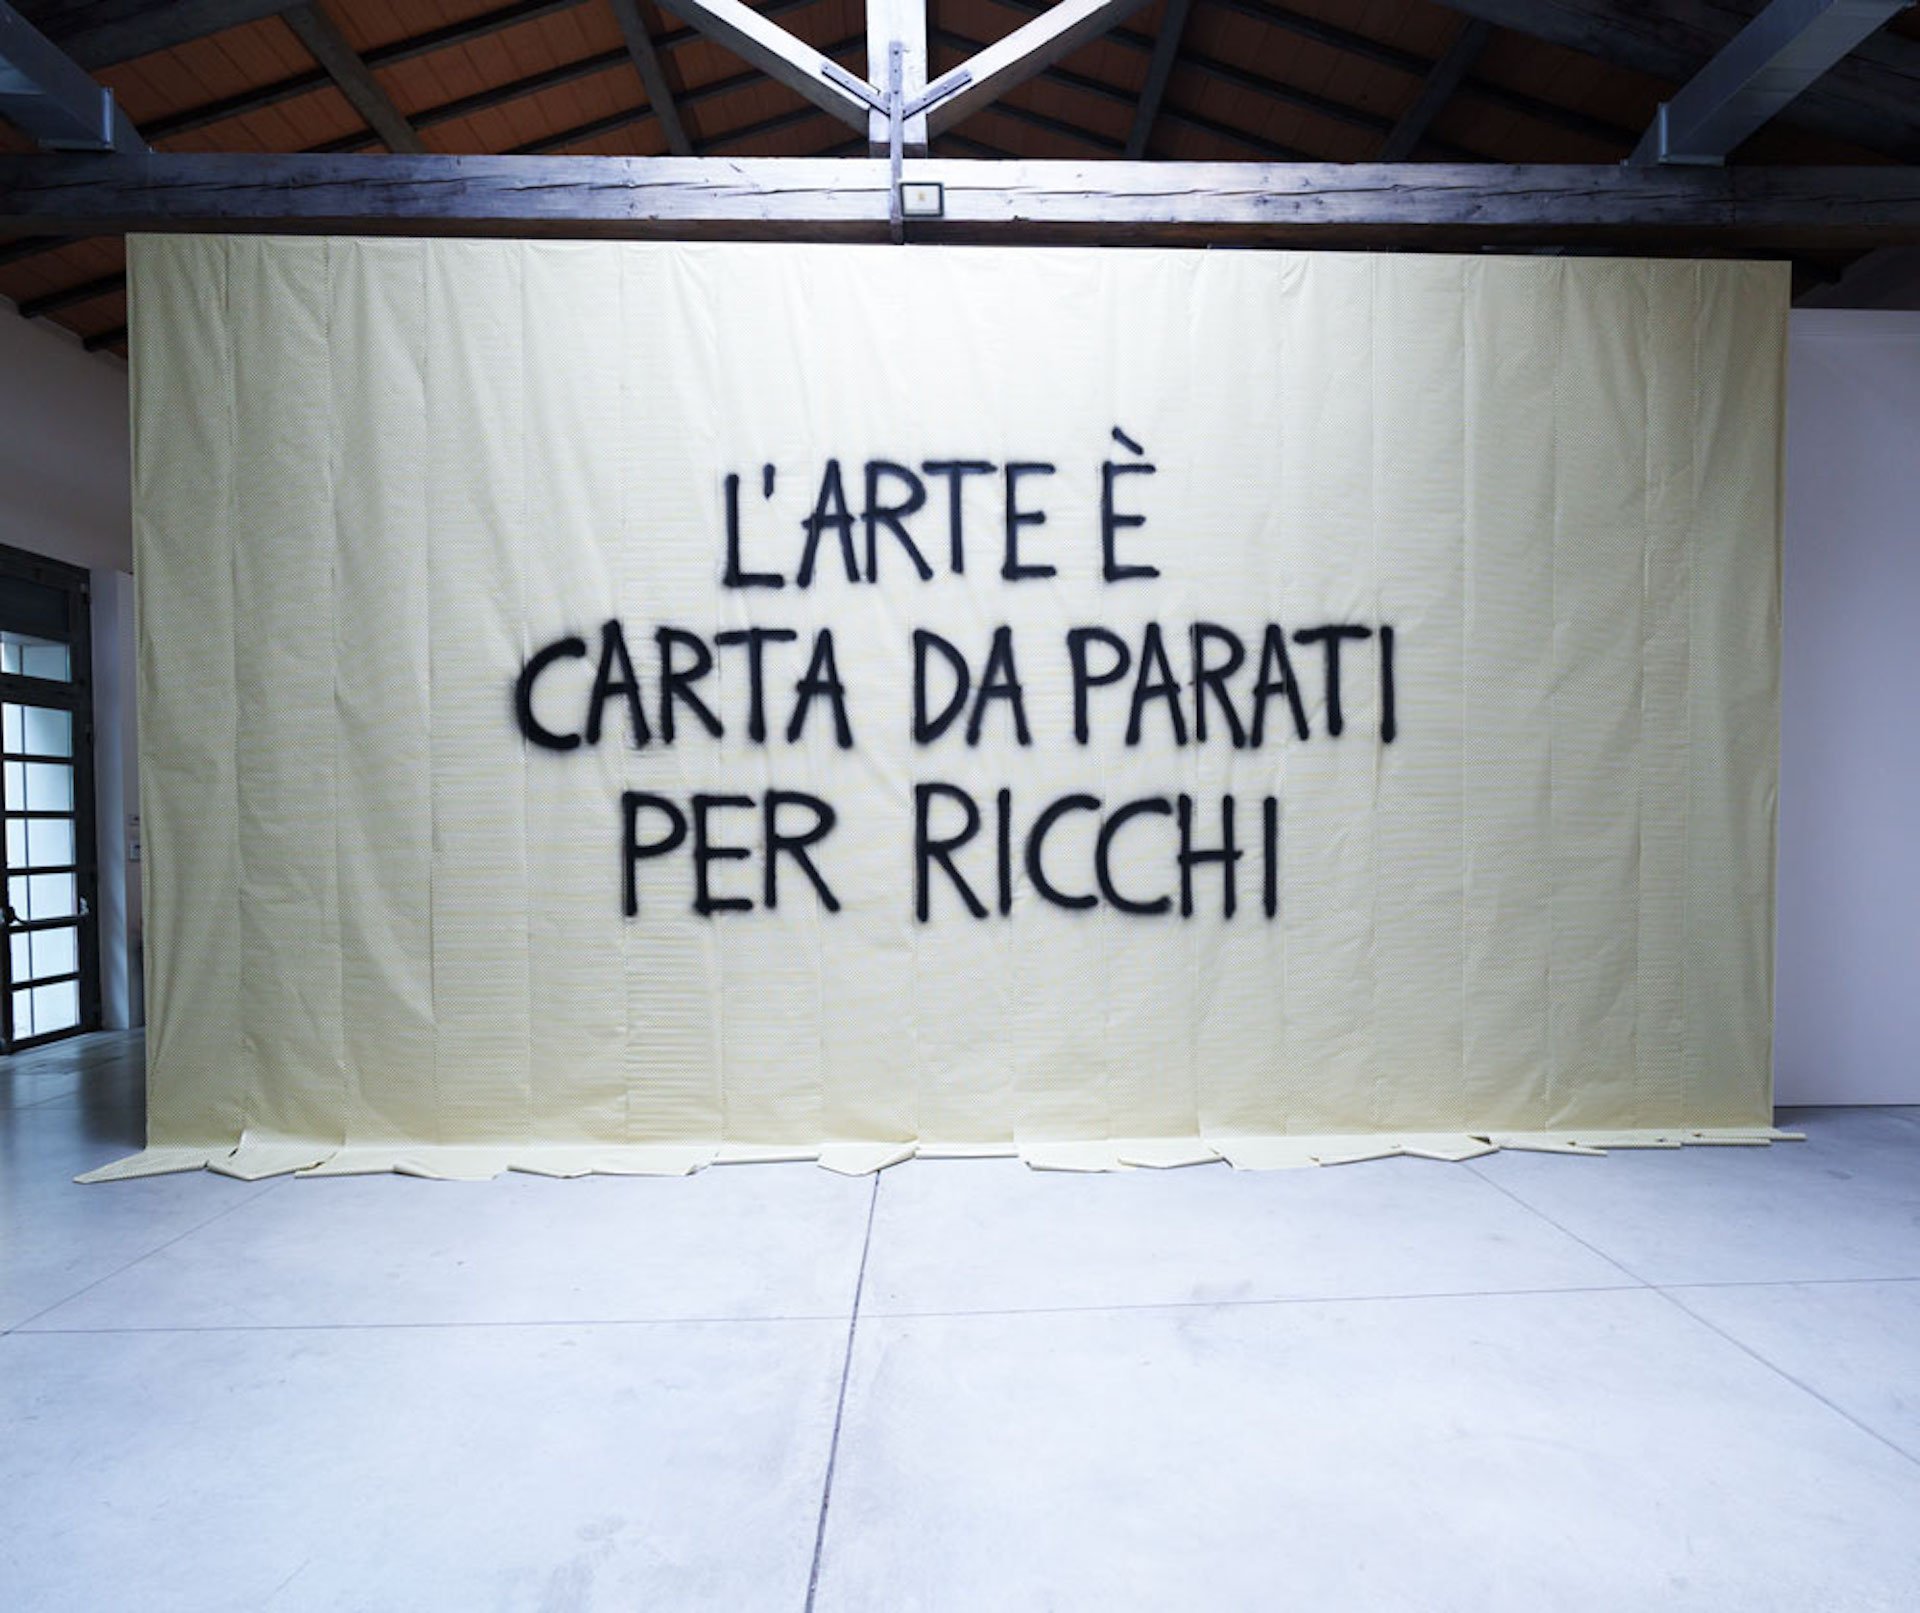 L'ARTE È
CARTA DA PARATI
PER RICCHI